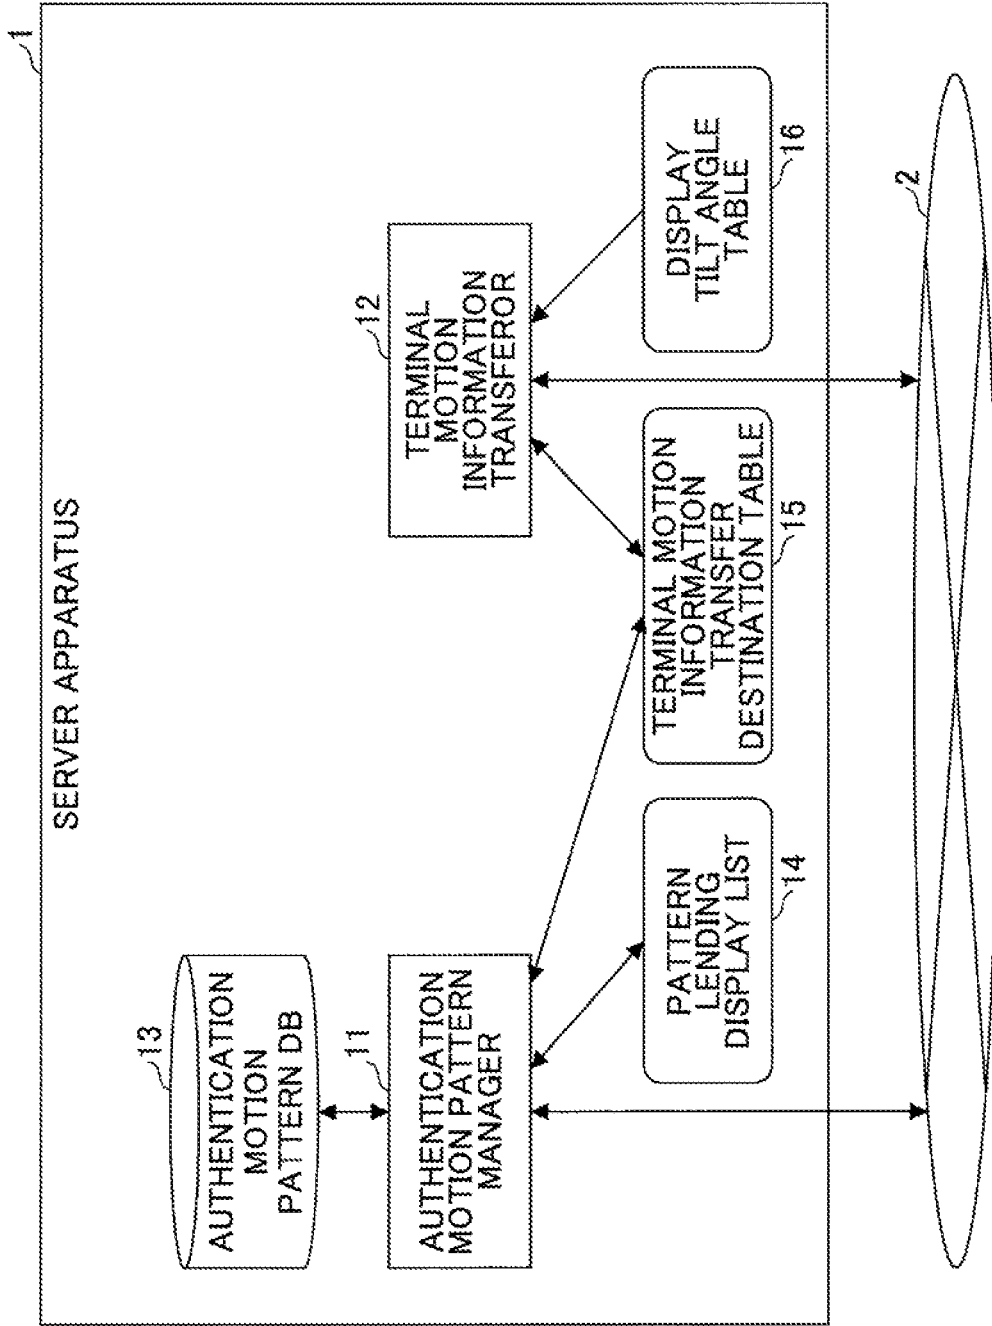 SERVER APPARATUS
1
13
AUTHENTICATION
MOTION
PATTERN DB
11
AUTHENTICATION
MOTION PATTERN
MANAGER
12
TERMINAL
MOTION
INFORMATION
TRANSFEROR
PATTERN
LENDING
DISPLAY LIST
14
TERMINAL MOTION
INFORMATION
TRANSFER
DESTINATION TABLE
15
DISPLAY
TILT ANGLE
TABLE
16
2